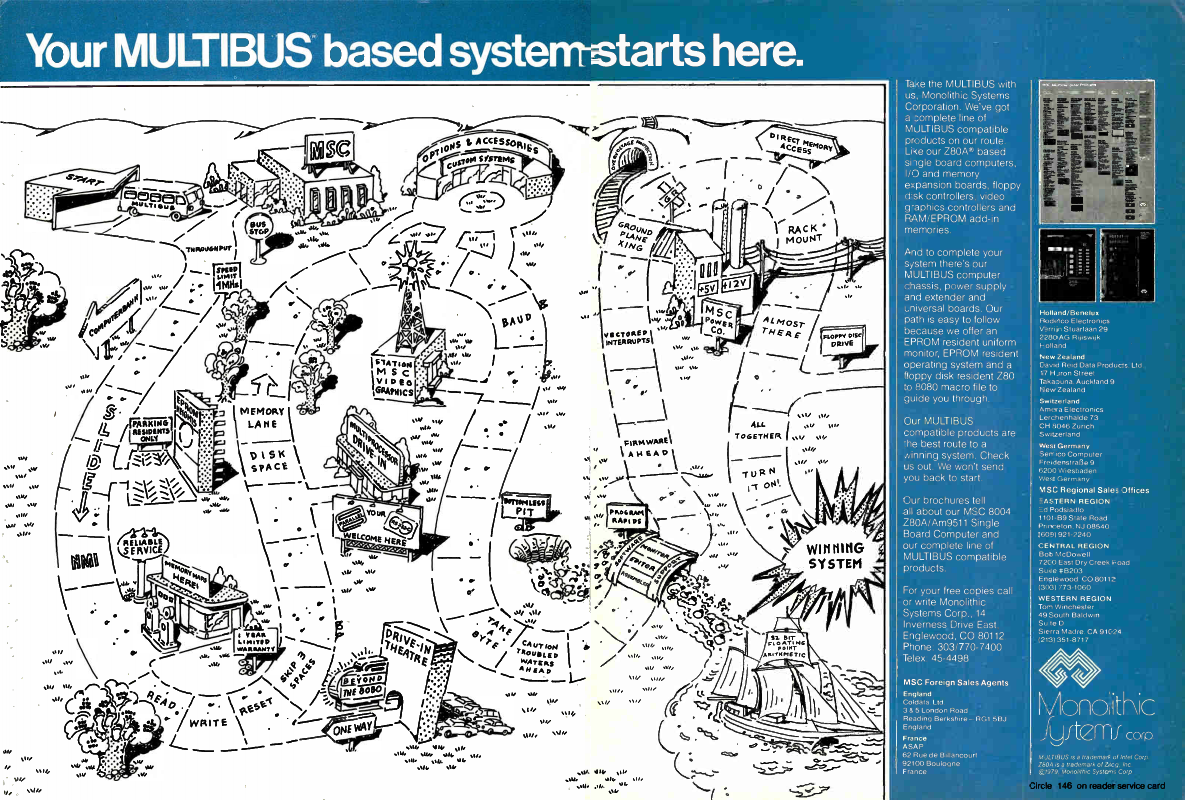 Your MULTIBUS™ based system starts here.
START
MULTIBUS
MSC
OPTIONS & ACCESSORIES
CUSTOM SYSTEMS
BUS
STOP
THROUGHPUT
SPEED
LIMIT
4MHz
COMPUTERBAHN
SLIDE!
PARKING
RESIDENTS
ONLY
MEMORY
LANE
DISK
SPACE
STATION
MSC
VIDEO
GRAPHICS
BAUD
MULTIPROCESSOR
DRIVE-IN
YOUR
WELCOME HERE
BOTTOMLESS
PIT
NMI
RELIABLE
SERVICE
MEMORY MAPS
HERE!
1 YEAR
LIMITED
WARRANTY
READ
WRITE
RESET
SKIP 3
SPACES
BEYOND
THE 8080
ONE WAY
DRIVE-IN
THEATRE
TAKE A
BYTE
CAUTION
TROUBLED
WATERS
AHEAD
DIRECT MEMORY
ACCESS
GROUND
PLANE
XING
RACK
MOUNT
+5V
+12V
MSC
POWER
CO.
ALMOST
THERE
FLOPPY DISC
DRIVE
VECTORED
INTERRUPTS
FIRMWARE
AHEAD
ALL
TOGETHER
TURN
IT ON!
PROGRAM
RAPIDS
MONITOR
EDITOR
ASSEMBLER
WINNING
SYSTEM
32 BIT
FLOATING
POINT
ARITHMETIC
Take the MULTIBUS with
us, Monolithic Systems
Corporation. We've got
a complete line of
MULTIBUS compatible
products on our route.
Like our Z80A® based
single board computers,
I/O and memory
expansion boards, floppy
disk controllers, video
graphics controllers and
RAM/EPROM add-in
memories.
And to complete your
system there's our
MULTIBUS computer
chassis, power supply
and extender and
universal boards. Our
path is easy to follow
because we offer an
EPROM resident uniform
monitor, EPROM resident
operating system and a
floppy disk resident Z80
to 8080 macro file to
guide you through.
Our MULTIBUS
compatible products are
the best route to a
winning system. Check
us out. We won't send
you back to start.
Our brochures tell
all about our MSC 8004
Z80A/Am9511 Single
Board Computer and
our complete line of
MULTIBUS compatible
products.
For your free copies call
or write Monolithic
Systems Corp., 14
Inverness Drive East
Englewood, CO 80112
Phone: 303/770-7400
Telex: 45-4498
MSC Foreign Sales Agents
England
Coldata, Ltd.
3 & 5 London Road
Reading Berkshire – RG1 5BJ
England
France
ASAP
62 Rue de Billancourt
92100 Boulogne
France
Holland/Benelux
Rodifco Electronics
Verrijn Stuartlaan 29
2280 AG Rijswijk
Holland
New Zealand
David Reid Data Products, Ltd.
17 Huron Street
Takapuna, Auckland 9
New Zealand
Switzerland
Amera Electronics
Lerchenhalde 73
CH 8046 Zurich
Switzerland
West Germany
Semico Computer
Freidenstraße 9
6200 Wiesbaden
West Germany
MSC Regional Sales Offices
EASTERN REGION
Ed Podsiadlo
1101-B9 State Road
Princeton, NJ 08540
(609) 921-2240
CENTRAL REGION
Bob McDowell
7200 East Dry Creek Road
Suite #B203
Englewood, CO 80112
(303) 773-1060
WESTERN REGION
Tom Winchester
49 South Baldwin
Suite D
Sierra Madre, CA 91024
(213) 351-8717
Monolithic
Systems corp
MULTIBUS is a trademark of Intel Corp.
Z80A is a trademark of Zilog, Inc.
©1979, Monolithic Systems Corp.
Circle 146 on reader service card